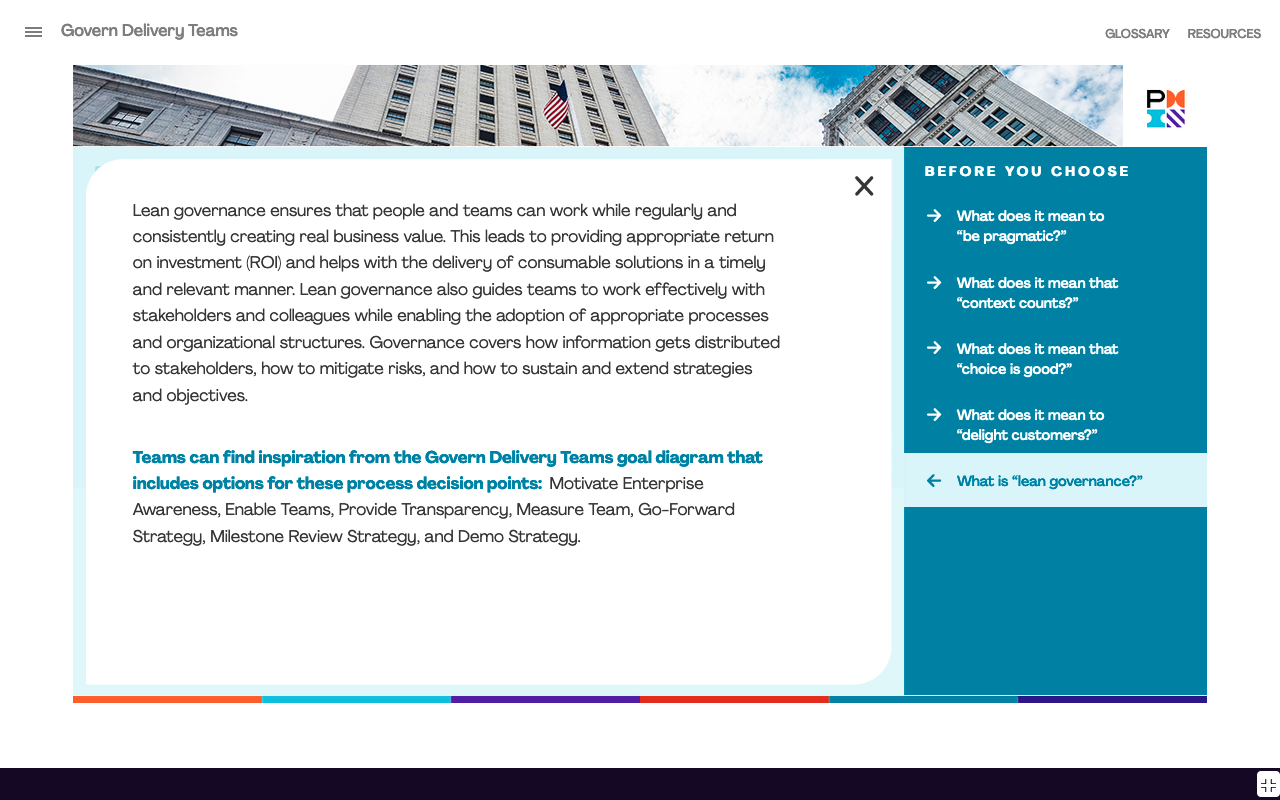 Govern Delivery Teams
GLOSSARY
RESOURCES
Lean governance ensures that people and teams can work while regularly and
consistently creating real business value. This leads to providing appropriate return
on investment (ROI) and helps with the delivery of consumable solutions in a timely
and relevant manner. Lean governance also guides teams to work effectively with
stakeholders and colleagues while enabling the adoption of appropriate processes
and organizational structures. Governance covers how information gets distributed
to stakeholders, how to mitigate risks, and how to sustain and extend strategies
and objectives.
Teams can find inspiration from the Govern Delivery Teams goal diagram that
includes options for these process decision points: Motivate Enterprise
Awareness, Enable Teams, Provide Transparency, Measure Team, Go-Forward
Strategy, Milestone Review Strategy, and Demo Strategy.
BEFORE YOU CHOOSE
What does it mean to
“be pragmatic?”
What does it mean that
“context counts?”
What does it mean that
“choice is good?”
What does it mean to
“delight customers?”
What is “lean governance?”